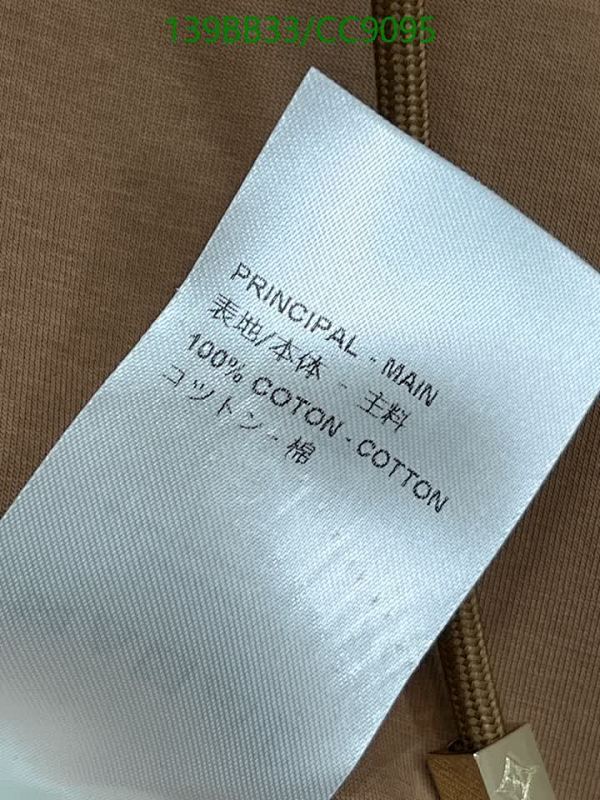 139BB33/CC9095
PRINCIPAL - MAIN
表地/本体 - 主料
100% COTON - COTTON
コットン - 棉